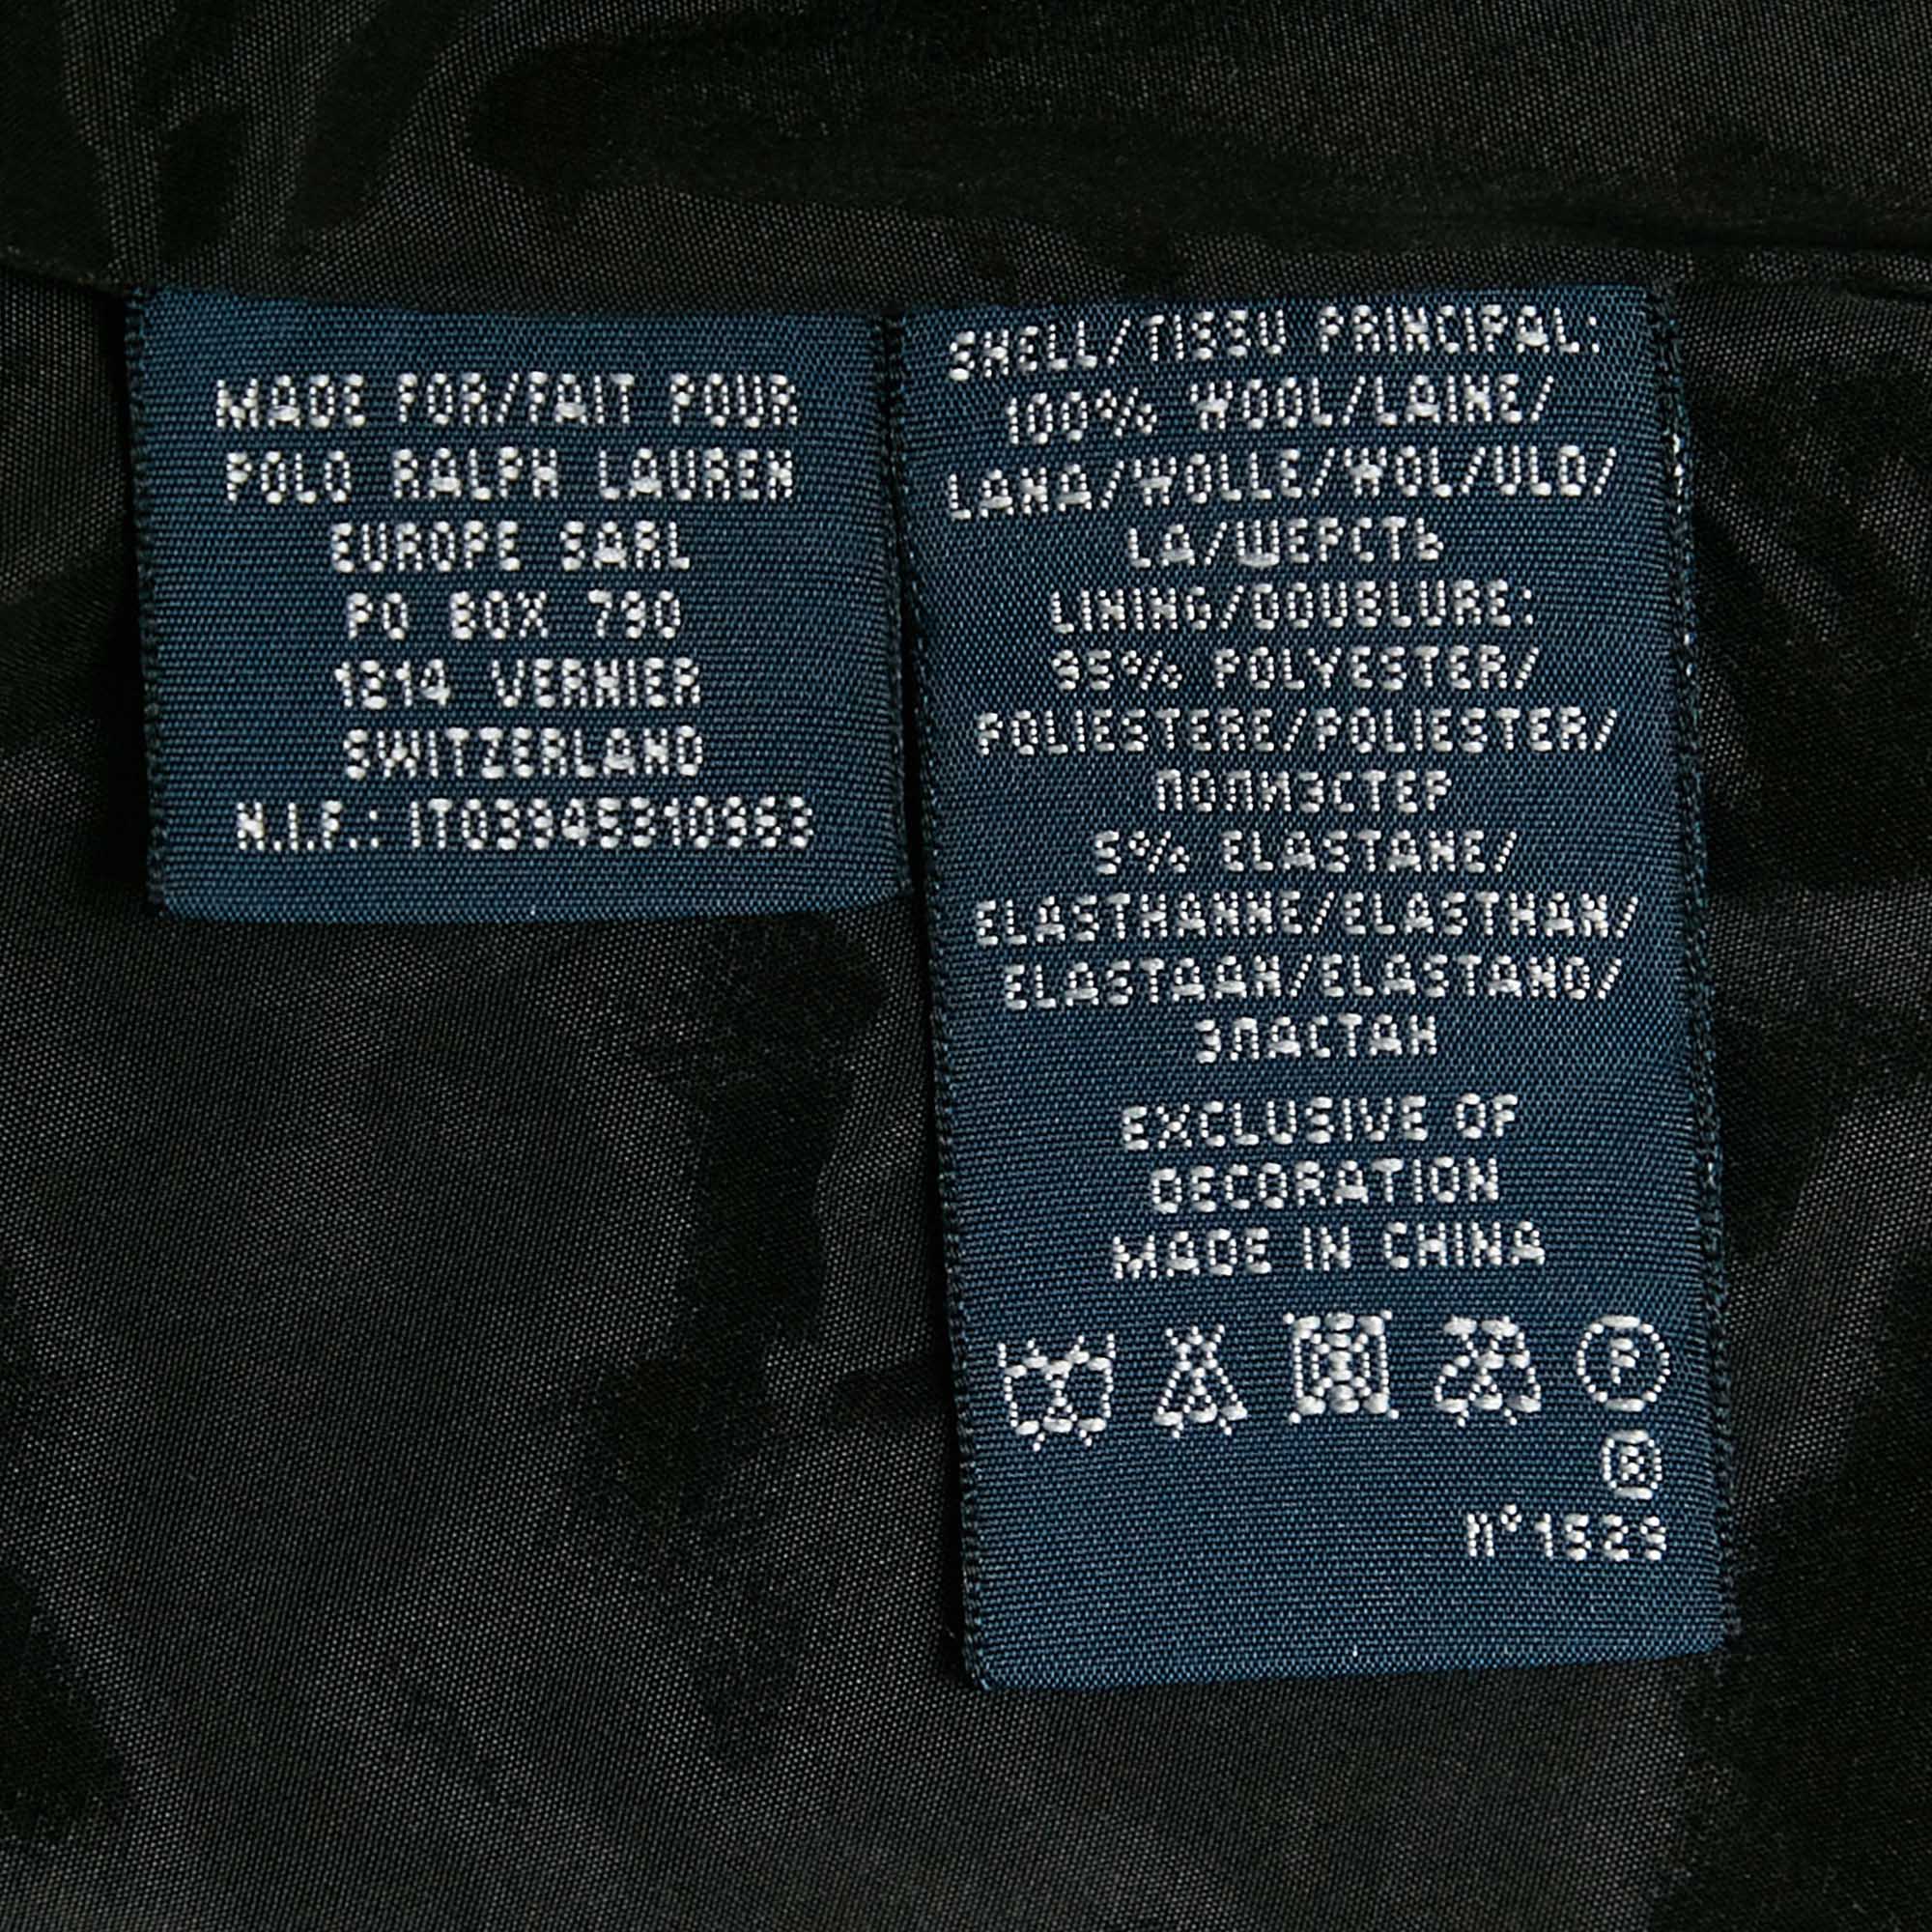 MADE FOR/FAIT POUR
POLO RALPH LAUREN
EUROPE SARL
PO BOX 790
1214 VERNIER
SWITZERLAND
N.I.F.: IT03945310963
SHELL/TISSU PRINCIPAL:
100% WOOL/LAINE/
LANA/WOLLE/WOL/ULD/
LA/ШЕРСТЬ
LINING/DOUBLURE:
95% POLYESTER/
POLIESTERE/POLIESTER/
ПОЛИЭСТЕР
5% ELASTANE/
ELASTHANNE/ELASTHAN/
ELASTAAN/ELASTANO/
ЭЛАСТАН
EXCLUSIVE OF
DECORATION
MADE IN CHINA
F
R
n°1529